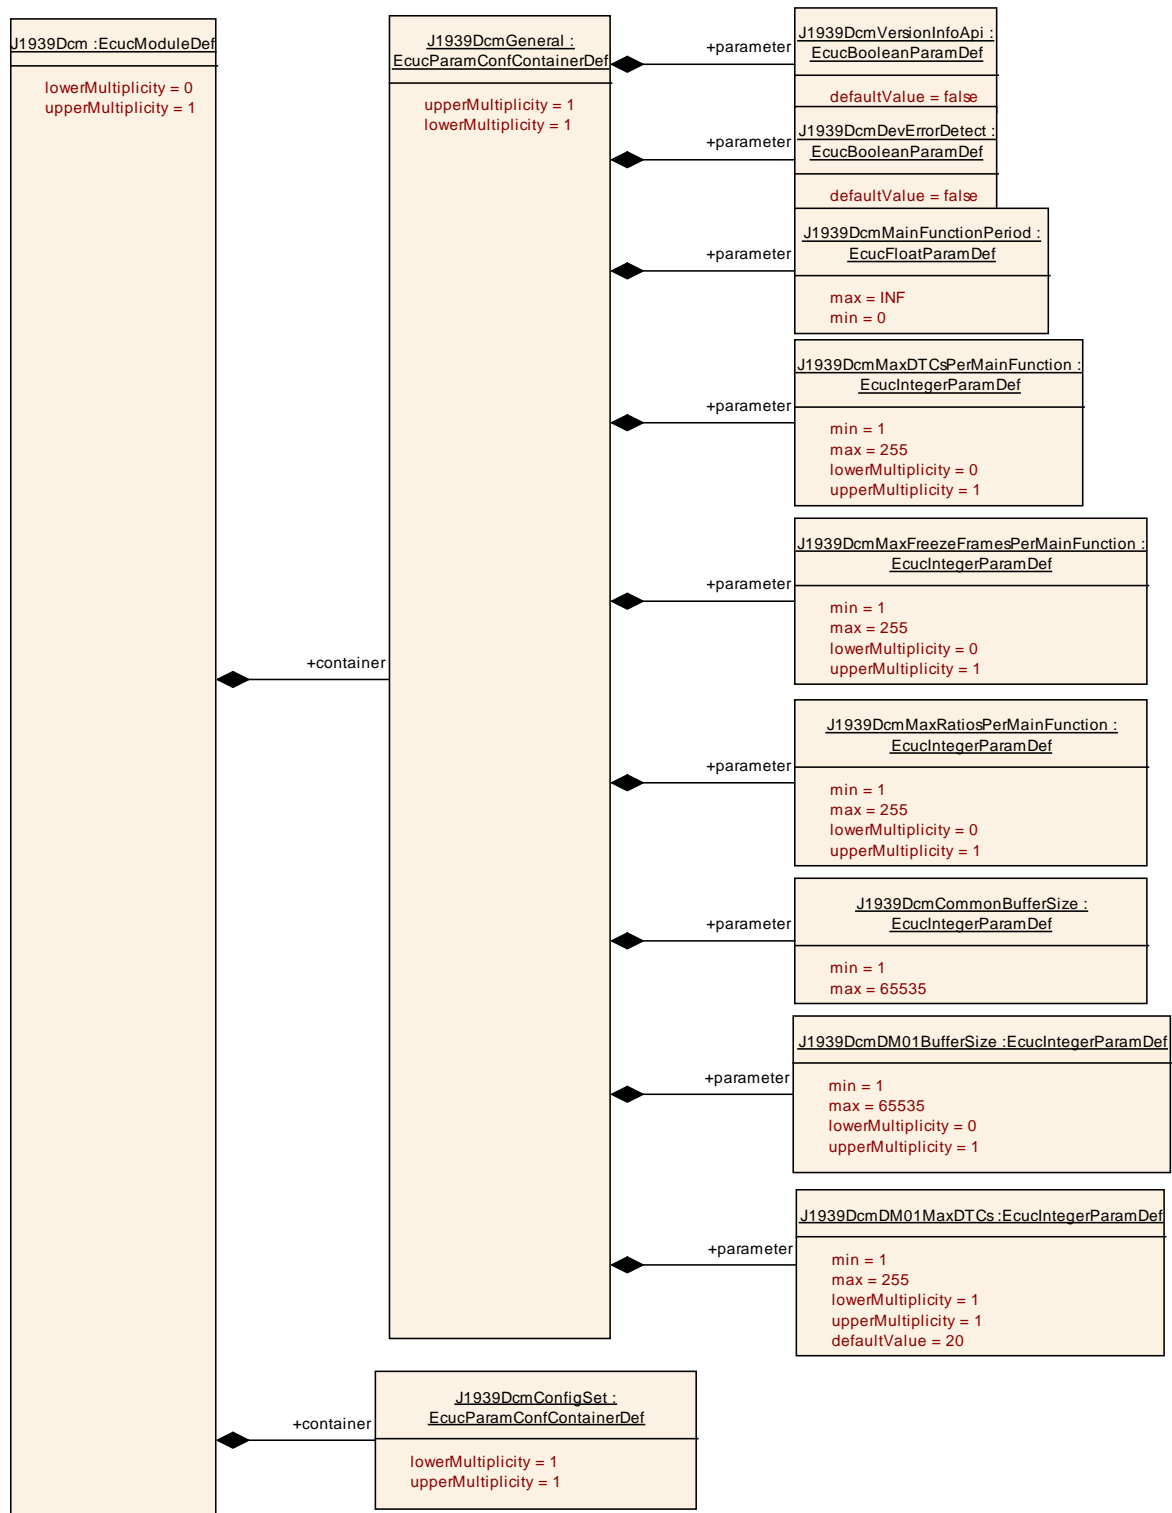 J1939Dcm :EcucModuleDef
lowerMultiplicity = 0
upperMultiplicity = 1
J1939DcmGeneral :
EcucParamConfContainerDef
upperMultiplicity = 1
lowerMultiplicity = 1
+parameter
J1939DcmVersionInfoApi :
EcucBooleanParamDef
defaultValue = false
+parameter
J1939DcmDevErrorDetect :
EcucBooleanParamDef
defaultValue = false
+parameter
J1939DcmMainFunctionPeriod :
EcucFloatParamDef
max = INF
min = 0
+parameter
J1939DcmMaxDTCsPerMainFunction :
EcucIntegerParamDef
min = 1
max = 255
lowerMultiplicity = 0
upperMultiplicity = 1
+parameter
J1939DcmMaxFreezeFramesPerMainFunction :
EcucIntegerParamDef
min = 1
max = 255
lowerMultiplicity = 0
upperMultiplicity = 1
+container
+parameter
J1939DcmMaxRatiosPerMainFunction :
EcucIntegerParamDef
min = 1
max = 255
lowerMultiplicity = 0
upperMultiplicity = 1
+parameter
J1939DcmCommonBufferSize :
EcucIntegerParamDef
min = 1
max = 65535
+parameter
J1939DcmDM01BufferSize :EcucIntegerParamDef
min = 1
max = 65535
lowerMultiplicity = 0
upperMultiplicity = 1
+parameter
J1939DcmDM01MaxDTCs :EcucIntegerParamDef
min = 1
max = 255
lowerMultiplicity = 1
upperMultiplicity = 1
defaultValue = 20
+container
J1939DcmConfigSet :
EcucParamConfContainerDef
lowerMultiplicity = 1
upperMultiplicity = 1